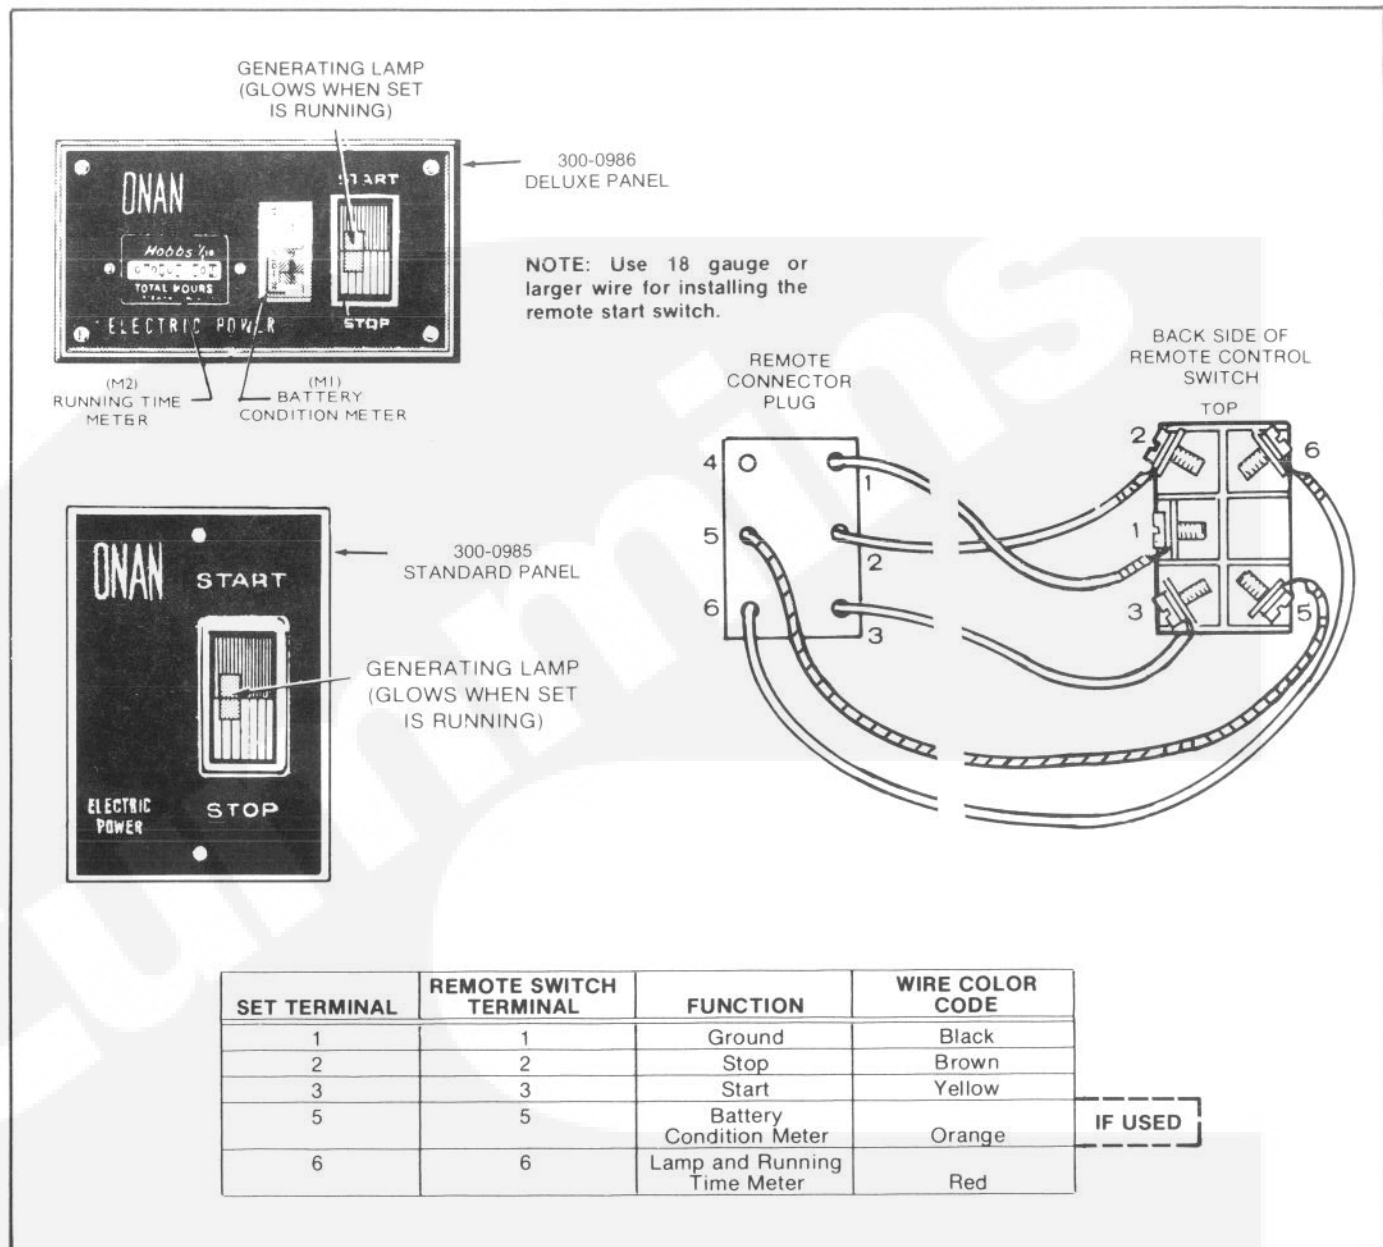 GENERATING LAMP
(GLOWS WHEN SET
IS RUNNING)
300-0986
DELUXE PANEL
ONAN
START
Hobbs 1/10
TOTAL HOURS
ELECTRIC POWER
STOP
(M2)
RUNNING TIME
METER
(M1)
BATTERY
CONDITION METER
NOTE: Use 18 gauge or
larger wire for installing the
remote start switch.
REMOTE
CONNECTOR
PLUG
4
1
5
2
6
3
BACK SIDE OF
REMOTE CONTROL
SWITCH
TOP
2
6
1
3
5
ONAN
START
300-0985
STANDARD PANEL
GENERATING LAMP
(GLOWS WHEN SET
IS RUNNING)
ELECTRIC
POWER
STOP
SET TERMINAL REMOTE SWITCH TERMINAL FUNCTION WIRE COLOR CODE
1 1 Ground Black
2 2 Stop Brown
3 3 Start Yellow
5 5 Battery
Condition Meter Orange
IF USED
6 6 Lamp and Running
Time Meter Red
Cummins